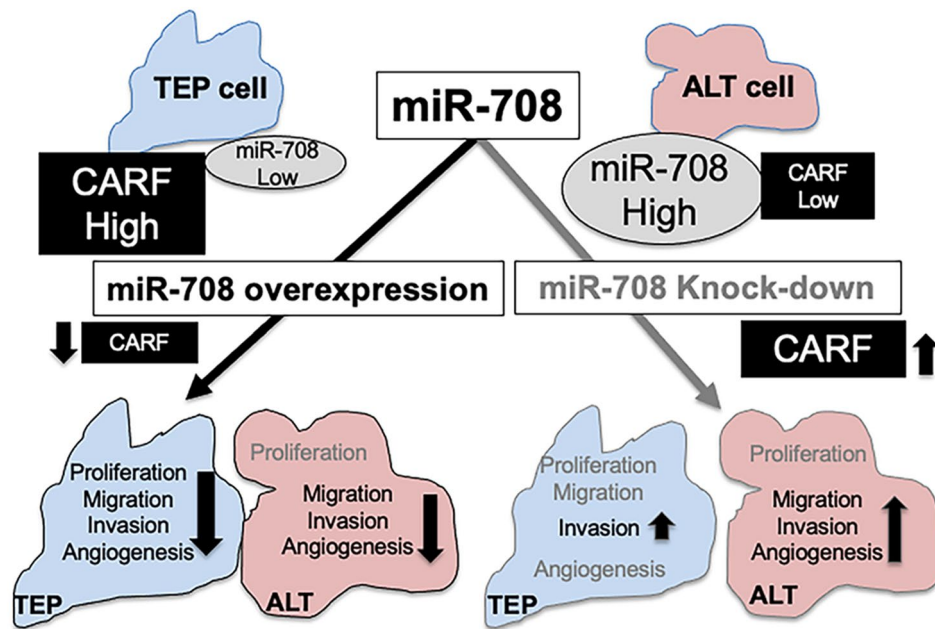 TEP cell
miR-708
Low
CARF
High
miR-708
ALT cell
miR-708
High
CARF
Low
miR-708 overexpression
miR-708 Knock-down
CARF
CARF
Proliferation
Migration
Invasion
Angiogenesis
TEP
Proliferation
Migration
Invasion
Angiogenesis
ALT
Proliferation
Migration
Invasion
Angiogenesis
TEP
Proliferation
Migration
Invasion
Angiogenesis
ALT